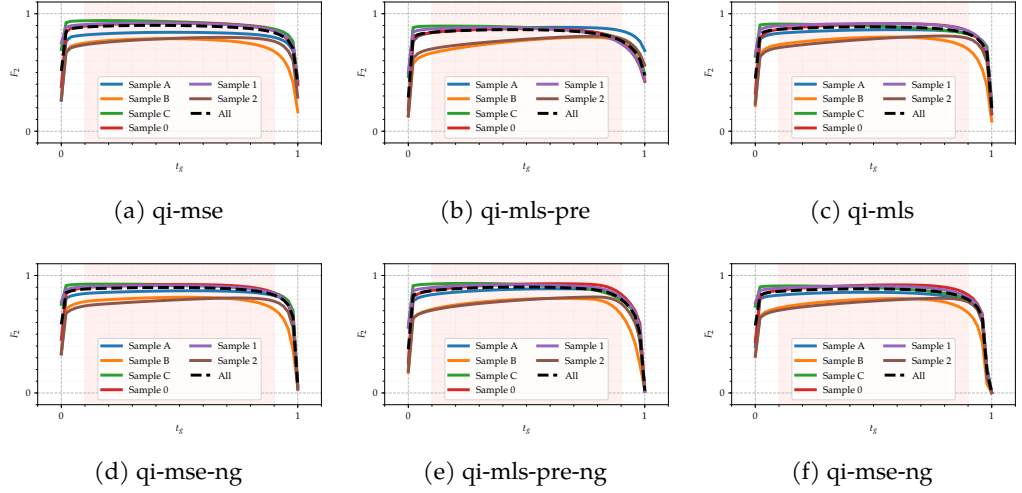 1
F2
0
Sample A
Sample B
Sample C
Sample 0
Sample 1
Sample 2
All
0
1
tg
(a) qi-mse
1
F2
0
Sample A
Sample B
Sample C
Sample 0
Sample 1
Sample 2
All
0
1
tg
(b) qi-mls-pre
1
F2
0
Sample A
Sample B
Sample C
Sample 0
Sample 1
Sample 2
All
0
1
tg
(c) qi-mls
1
F2
0
Sample A
Sample B
Sample C
Sample 0
Sample 1
Sample 2
All
0
1
tg
(d) qi-mse-ng
1
F2
0
Sample A
Sample B
Sample C
Sample 0
Sample 1
Sample 2
All
0
1
tg
(e) qi-mls-pre-ng
1
F2
0
Sample A
Sample B
Sample C
Sample 0
Sample 1
Sample 2
All
0
1
tg
(f) qi-mse-ng